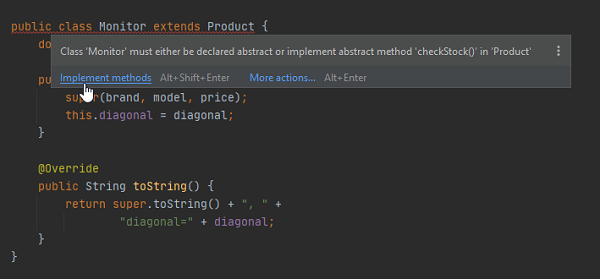 public class Monitor extends Product {
do
Class 'Monitor' must either be declared abstract or implement abstract method 'checkStock()' in 'Product'
Implement methods Alt+Shift+Enter More actions... Alt+Enter
pu
super(brand, model, price);
this.diagonal = diagonal;
}
@Override
public String toString() {
return super.toString() + ", " +
"diagonal=" + diagonal;
}
}